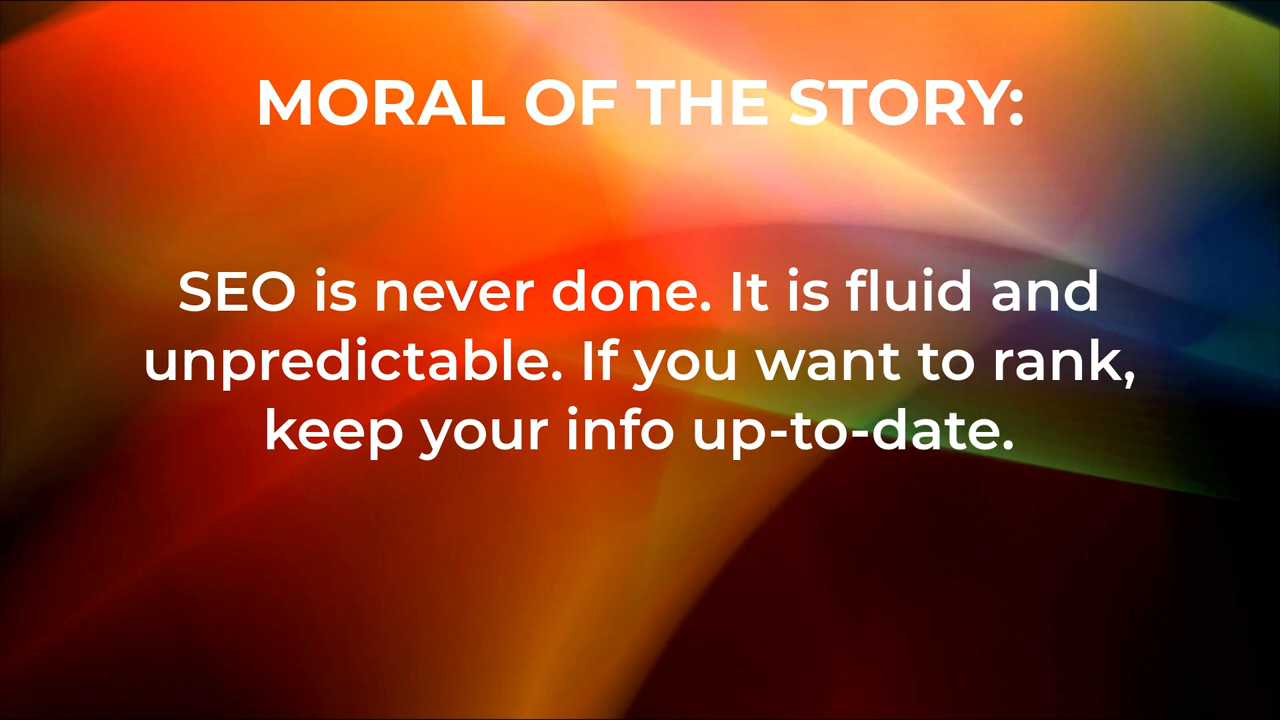 MORAL OF THE STORY:
SEO is never done. It is fluid and
unpredictable. If you want to rank,
keep your info up-to-date.